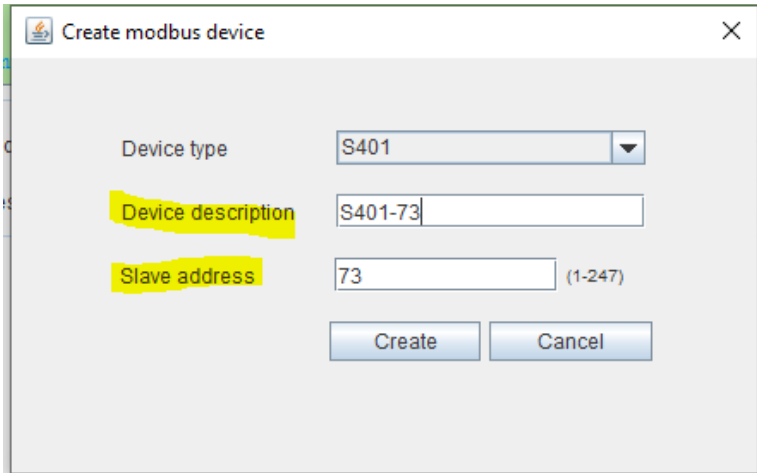 Create modbus device
Device type S401
Device description S401-73
Slave address 73 (1-247)
Create Cancel